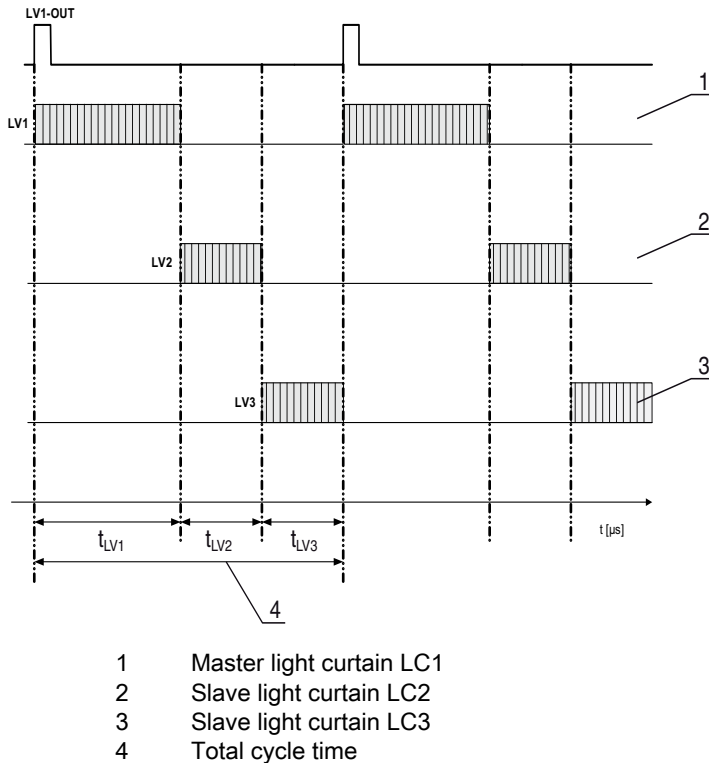 LV1-OUT
LV1
1
LV2
2
LV3
3
tLV1 tLV2 tLV3
t [µs]
4
1 Master light curtain LC1
2 Slave light curtain LC2
3 Slave light curtain LC3
4 Total cycle time